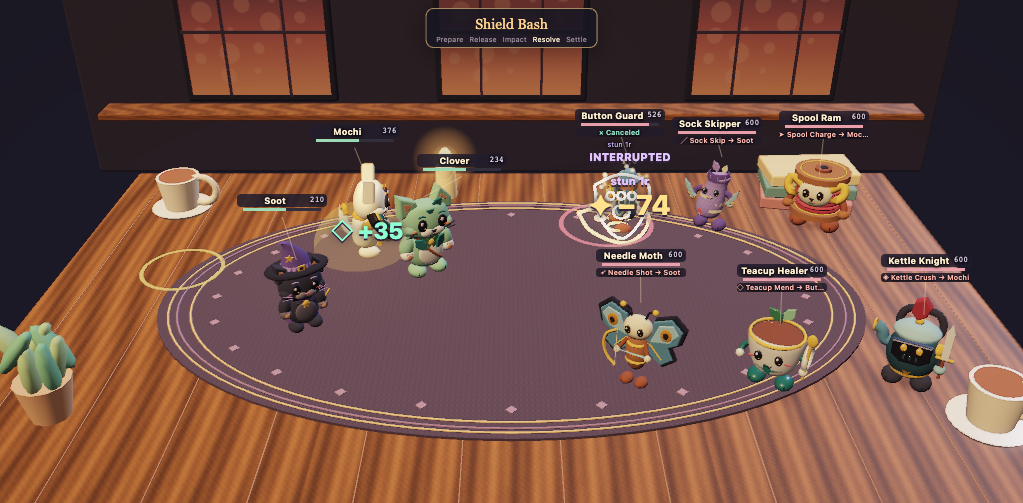 Shield Bash
Prepare Release Impact Resolve Settle
Mochi 376
Clover 234
Soot 210
+35
Button Guard 526
× Canceled
stun 1r
INTERRUPTED
stun 1r
-74
Sock Skipper 600
Sock Skip → Soot
Spool Ram 600
Spool Charge → Moc...
Needle Moth 600
Needle Shot → Soot
Teacup Healer 600
Teacup Mend → But...
Kettle Knight 600
Kettle Crush → Mochi